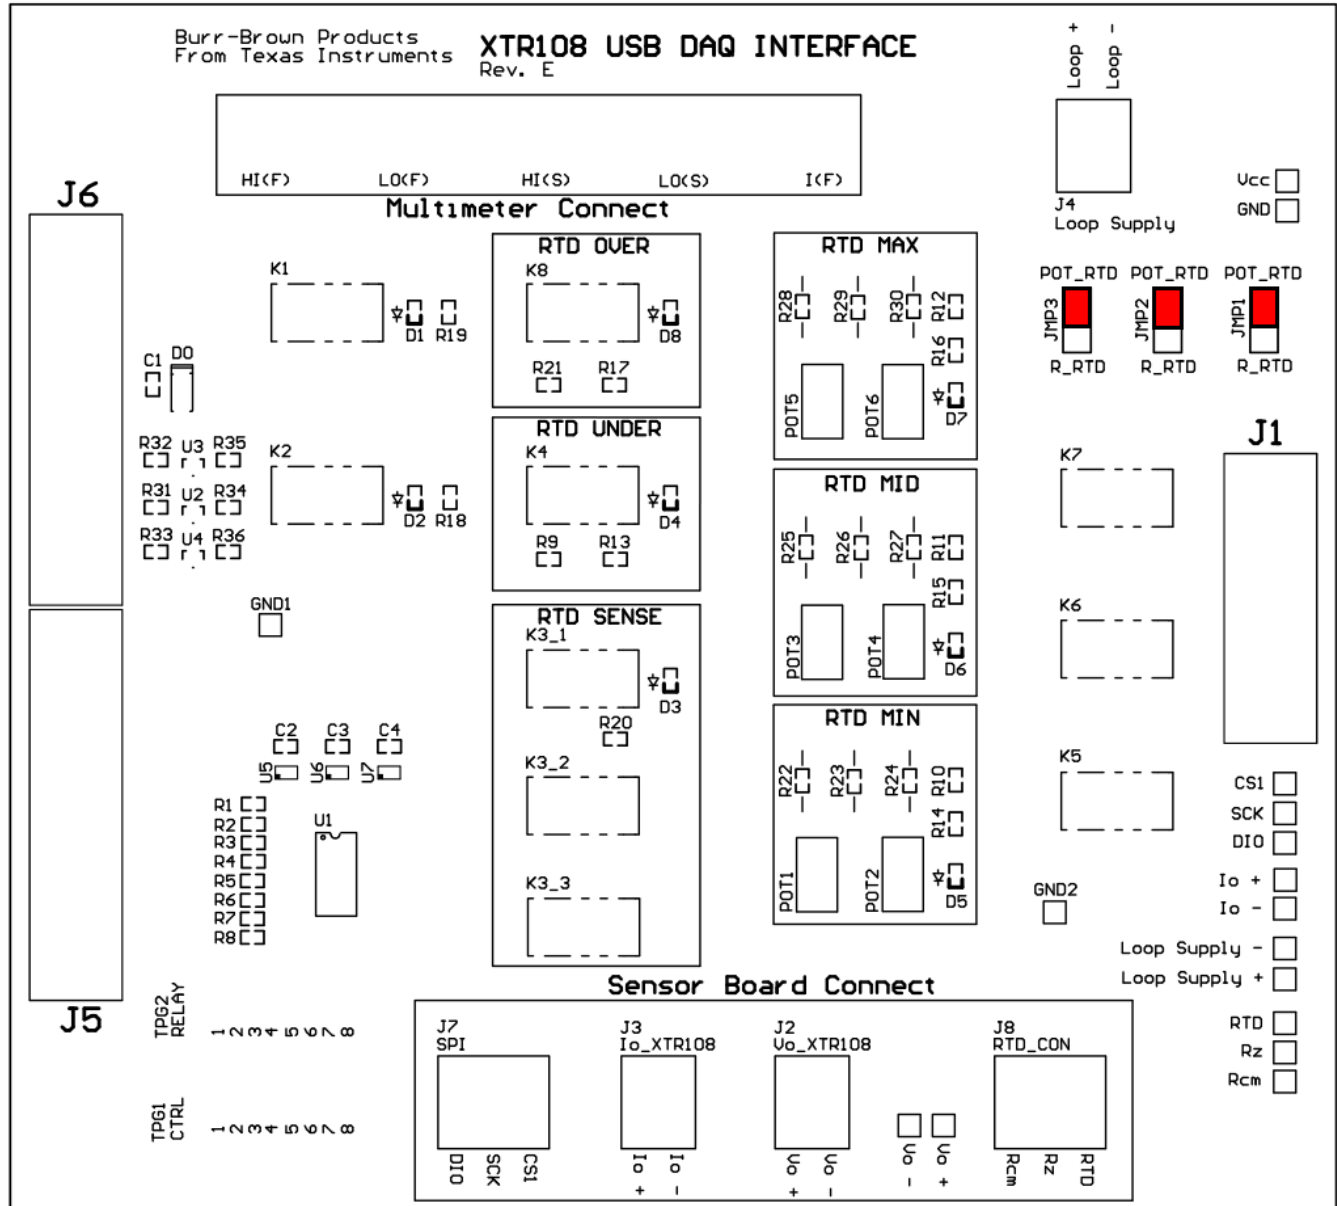 Burr-Brown Products
From Texas Instruments
XTR108 USB DAQ INTERFACE
Rev. E
Loop +
Loop -
HI(F) LO(F) HI(S) LO(S) I(F)
Multimeter Connect
J4
Loop Supply
Vcc
GND
J6
K1
D1
R19
RTD OVER
K8
D8
R21
R17
RTD MAX
R28
R29
R30
R12
R16
POT5
POT6
D7
POT_RTD
POT_RTD
POT_RTD
JMP3
JMP2
JMP1
R_RTD
R_RTD
R_RTD
C1
D0
R32
U3
R35
R31
U2
R34
R33
U4
R36
K2
D2
R18
RTD UNDER
K4
D4
R9
R13
RTD MID
R25
R26
R27
R11
R15
POT3
POT4
D6
K7
J1
K6
GND1
RTD SENSE
K3_1
D3
R20
K3_2
K3_3
RTD MIN
R22
R23
R24
R10
R14
POT1
POT2
D5
K5
GND2
C2
C3
C4
U5
U6
U7
R1
R2
R3
R4
R5
R6
R7
R8
U1
CS1
SCK
DIO
Io +
Io -
Loop Supply -
Loop Supply +
RTD
Rz
Rcm
J5
TPG2
RELAY
1 2 3 4 5 6 7 8
TPG1
CTRL
1 2 3 4 5 6 7 8
Sensor Board Connect
J7
SPI
DIO
SCK
CS1
J3
Io_XTR108
Io +
Io -
J2
Vo_XTR108
Vo +
Vo -
Vo -
Vo +
J8
RTD_CON
Rcm
Rz
RTD